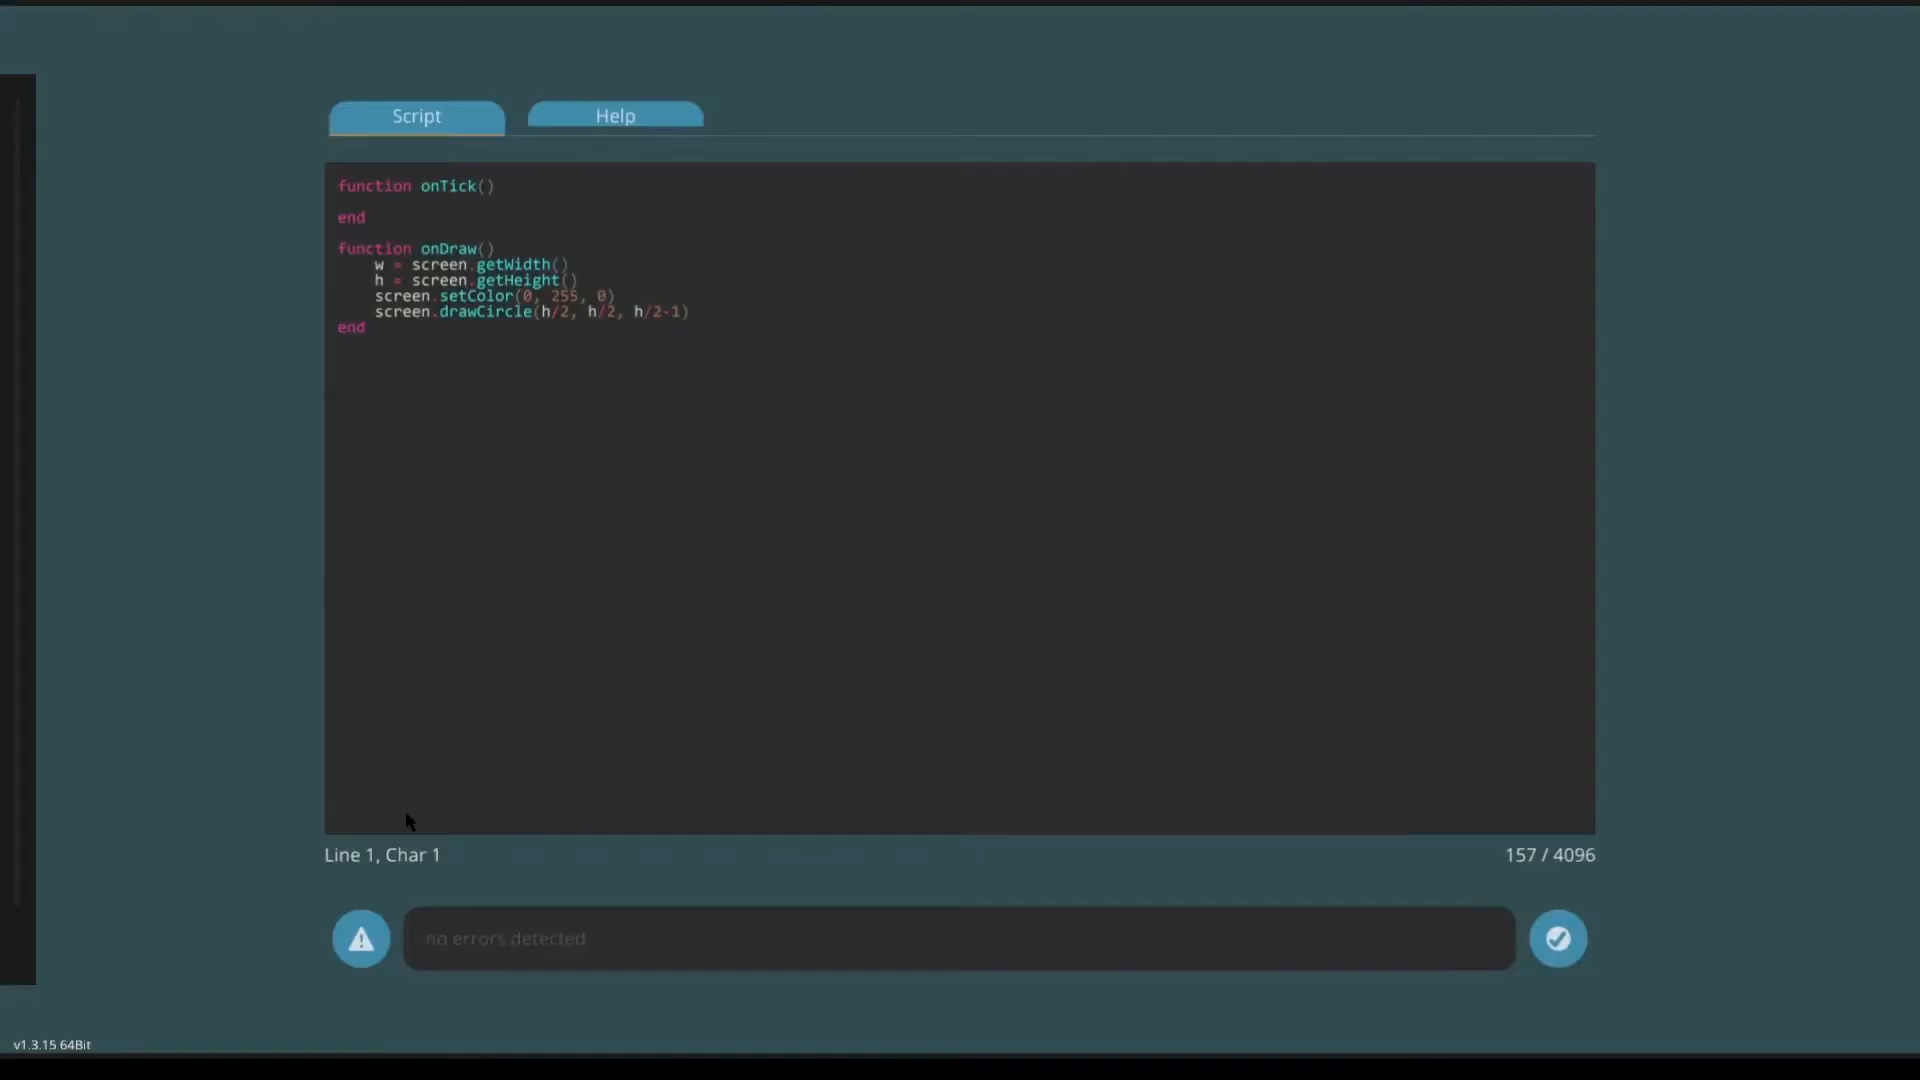 Script
Help
function onTick()
end
function onDraw()
w = screen.getWidth()
h = screen.getHeight()
screen.setColor(0, 255, 0)
screen.drawCircle(h/2, h/2, h/2-1)
end
Line 1, Char 1
157 / 4096
no errors detected
v1.3.15 64Bit